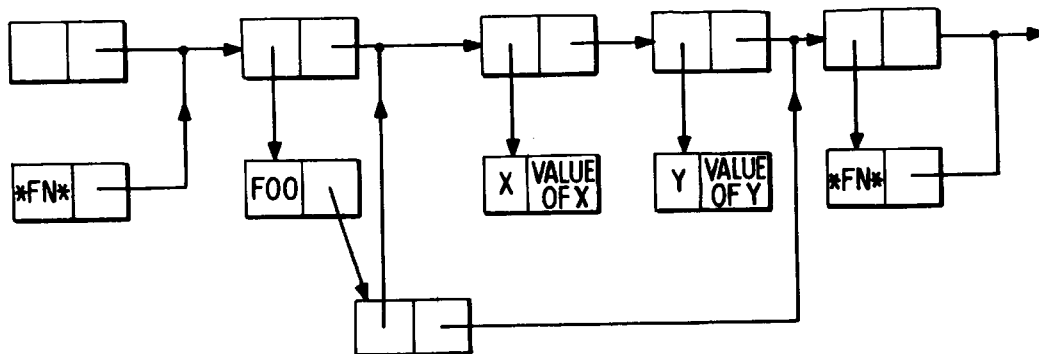 *FN*
FOO
X
VALUE
OF X
Y
VALUE
OF Y
*FN*